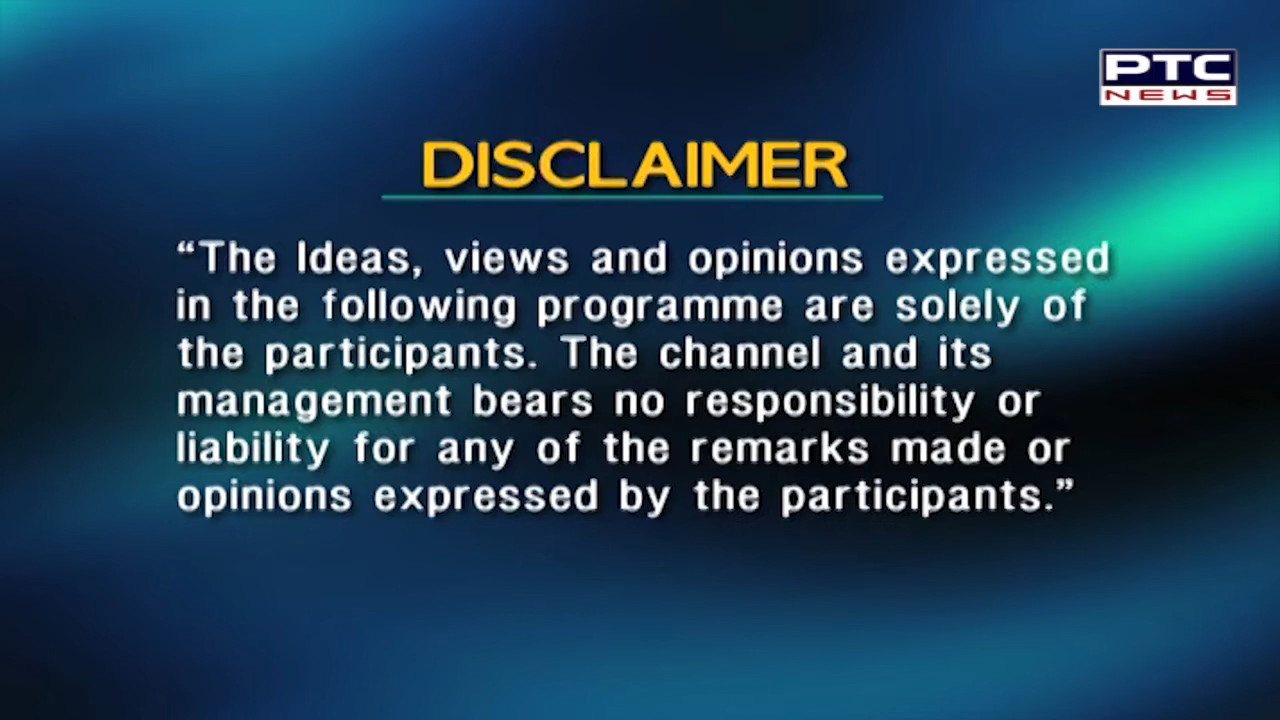 PTC
NEWS
DISCLAIMER
“The Ideas, views and opinions expressed
in the following programme are solely of
the participants. The channel and its
management bears no responsibility or
liability for any of the remarks made or
opinions expressed by the participants.”